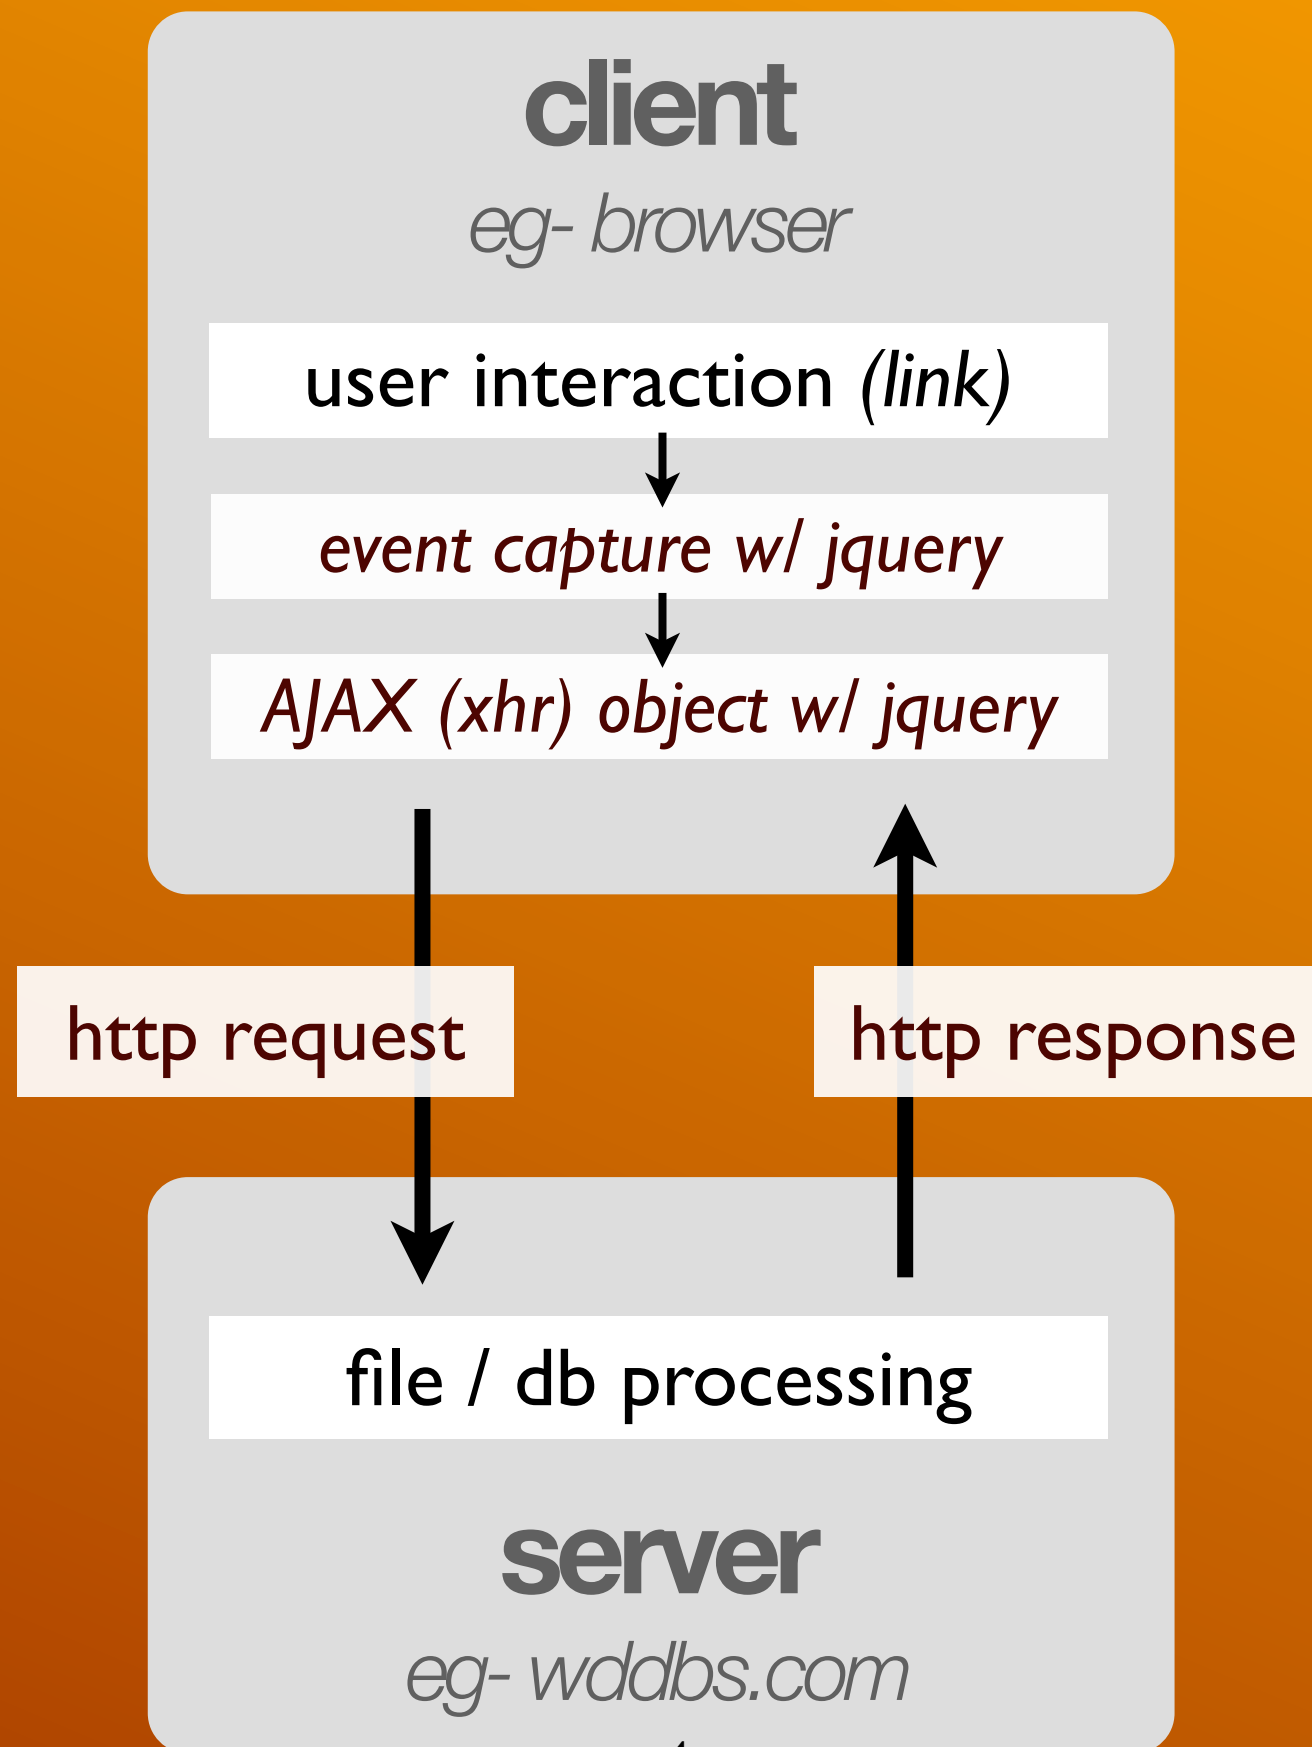 client
eg- browser
user interaction (link)
event capture w/ jquery
AJAX (xhr) object w/ jquery
http request
http response
file / db processing
server
eg- wddbs.com